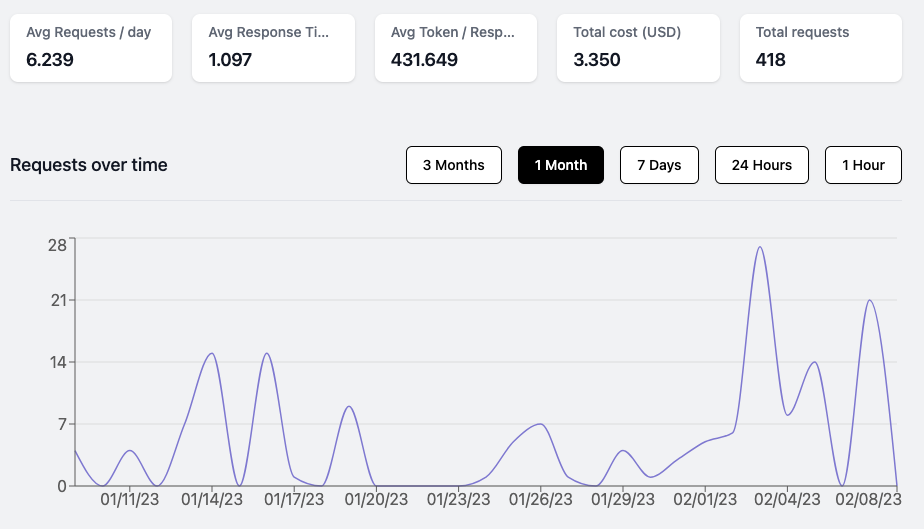 Avg Requests / day
6.239
Avg Response Ti...
1.097
Avg Token / Resp...
431.649
Total cost (USD)
3.350
Total requests
418
Requests over time
3 Months
1 Month
7 Days
24 Hours
1 Hour
28
21
14
7
0
01/11/23 01/14/23 01/17/23 01/20/23 01/23/23 01/26/23 01/29/23 02/01/23 02/04/23 02/08/23